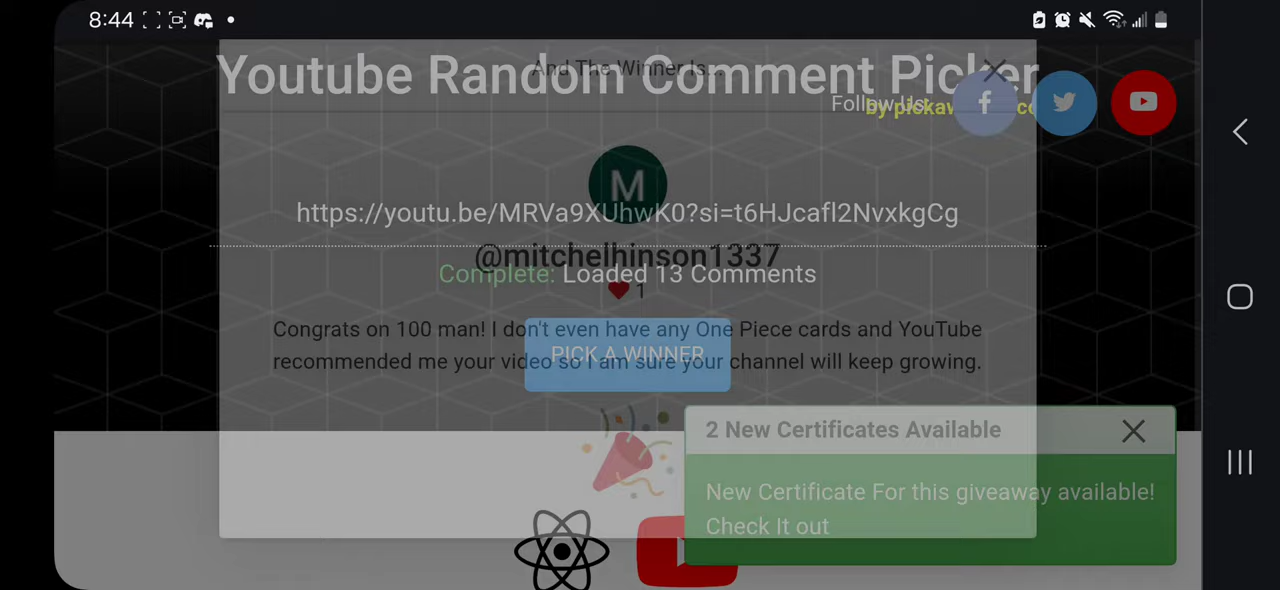 8:44
And The Winner Is...
Youtube Random Comment Picker
Follow Us:
by pickaw
M
https://youtu.be/MRVa9XUhwK0?si=t6HJcafl2NvxkgCg
@mitchelhinson1337
Complete: Loaded 13 Comments
1
Congrats on 100 man! I don't even have any One Piece cards and YouTube
recommended me your video so I am sure your channel will keep growing.
PICK A WINNER
2 New Certificates Available
New Certificate For this giveaway available!
Check It out